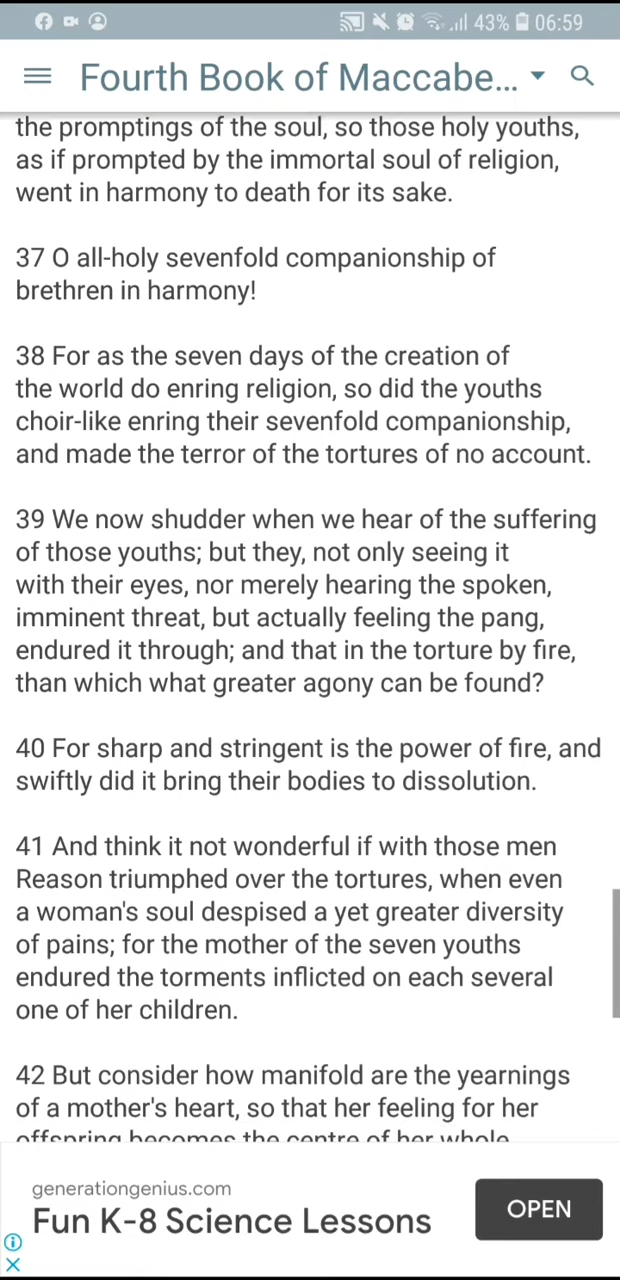 43% 06:59
Fourth Book of Maccabe...
the promptings of the soul, so those holy youths,
as if prompted by the immortal soul of religion,
went in harmony to death for its sake.
37 O all-holy sevenfold companionship of
brethren in harmony!
38 For as the seven days of the creation of
the world do enring religion, so did the youths
choir-like enring their sevenfold companionship,
and made the terror of the tortures of no account.
39 We now shudder when we hear of the suffering
of those youths; but they, not only seeing it
with their eyes, nor merely hearing the spoken,
imminent threat, but actually feeling the pang,
endured it through; and that in the torture by fire,
than which what greater agony can be found?
40 For sharp and stringent is the power of fire, and
swiftly did it bring their bodies to dissolution.
41 And think it not wonderful if with those men
Reason triumphed over the tortures, when even
a woman's soul despised a yet greater diversity
of pains; for the mother of the seven youths
endured the torments inflicted on each several
one of her children.
42 But consider how manifold are the yearnings
of a mother's heart, so that her feeling for her
offspring becomes the centre of her whole
generationgenius.com
Fun K-8 Science Lessons
OPEN